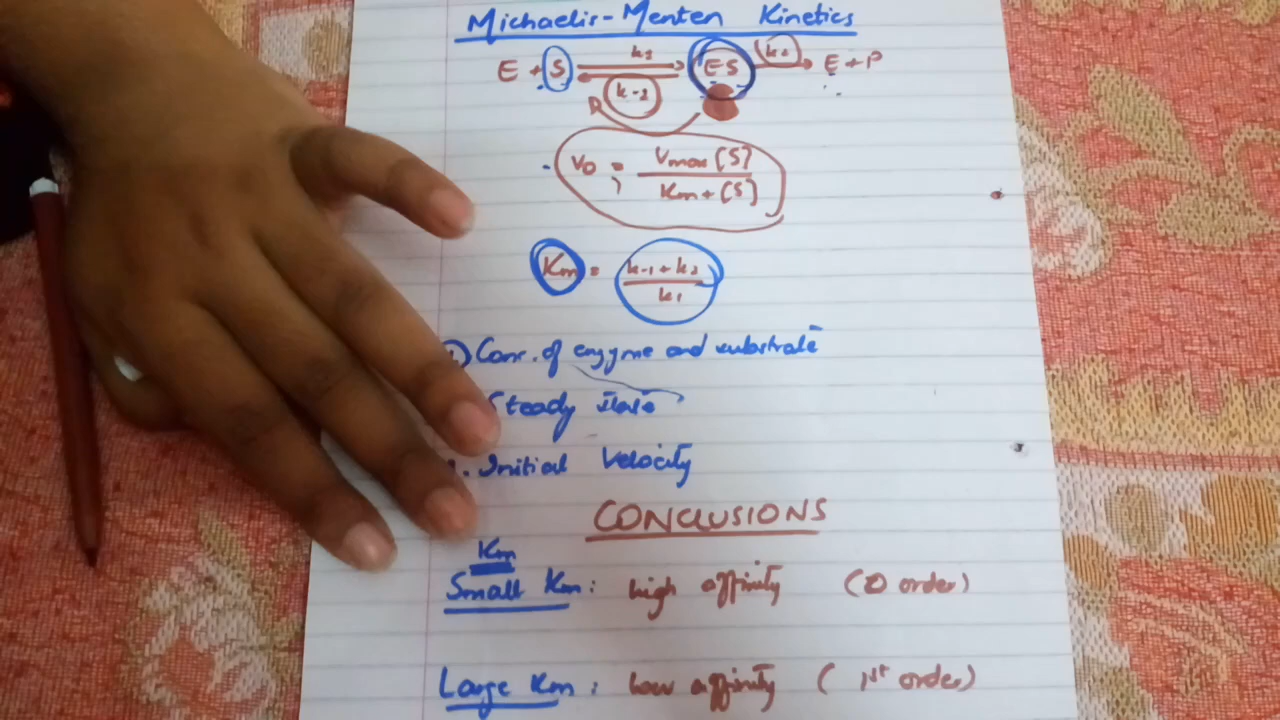 Michaelis-Menten Kinetics
E + S k1 ES k2 E + P
k-1
Vo = Vmax [S]
Km + [S]
Km = k-1 + k2
k1
Conc. of enzyme and substrate
Steady state
Initial Velocity
CONCLUSIONS
Km
Small Km: high affinity (0 order)
Large Km: low affinity (1st order)